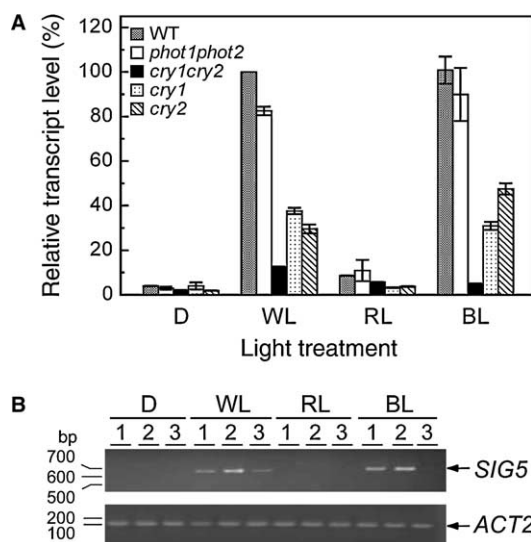 A
Relative transcript level (%)
120
100
80
60
40
20
0
WT
phot1phot2
cry1cry2
cry1
cry2
D WL RL BL
Light treatment
B
D WL RL BL
bp 1 2 3 1 2 3 1 2 3 1 2 3
700
600
500
SIG5
200
100
ACT2